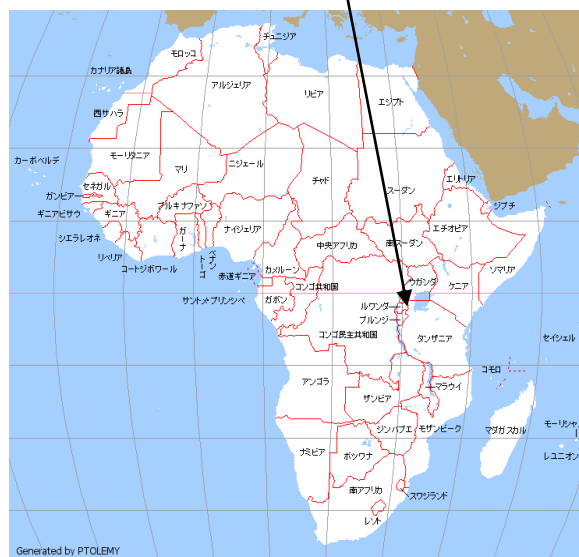 チュニジア
モロッコ
カナリア諸島
アルジェリア
リビア
エジプト
西サハラ
モーリタニア
カーボベルデ
マリ
ニジェール
チャド
スーダン
エリトリア
セネガル
ガンビアー
ブルキナファソ
ジブチ
ギニアビサウ
ギニア
ナイジェリア
エチオピア
シエラレオネ
ガーナ
中央アフリカ
南スーダン
リベリア
コートジボワール
トーゴ
ベナン
赤道ギニア
カメルーン
ソマリア
ウガンダ
ケニア
コンゴ共和国
サントメプリンシペ
ガボン
ルワンダ
ブルンジ
コンゴ民主共和国
タンザニア
セイシェル
コモロ
アンゴラ
マラウイ
ザンビア
モーリシャ
ジンバブエ
モザンビーク
マダガスカル
ナミビア
ボツワナ
レユニオン
南アフリカ
スワジランド
レソト
Generated by PTOLEMY